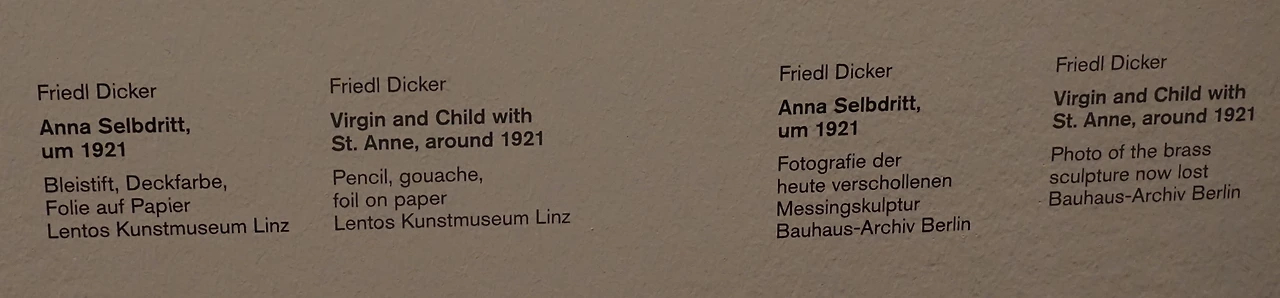 Friedl Dicker
Anna Selbdritt,
um 1921
Bleistift, Deckfarbe,
Folie auf Papier
Lentos Kunstmuseum Linz
Friedl Dicker
Virgin and Child with
St. Anne, around 1921
Pencil, gouache,
foil on paper
Lentos Kunstmuseum Linz
Friedl Dicker
Anna Selbdritt,
um 1921
Fotografie der
heute verschollenen
Messingskulptur
Bauhaus-Archiv Berlin
Friedl Dicker
Virgin and Child with
St. Anne, around 1921
Photo of the brass
sculpture now lost
Bauhaus-Archiv Berlin